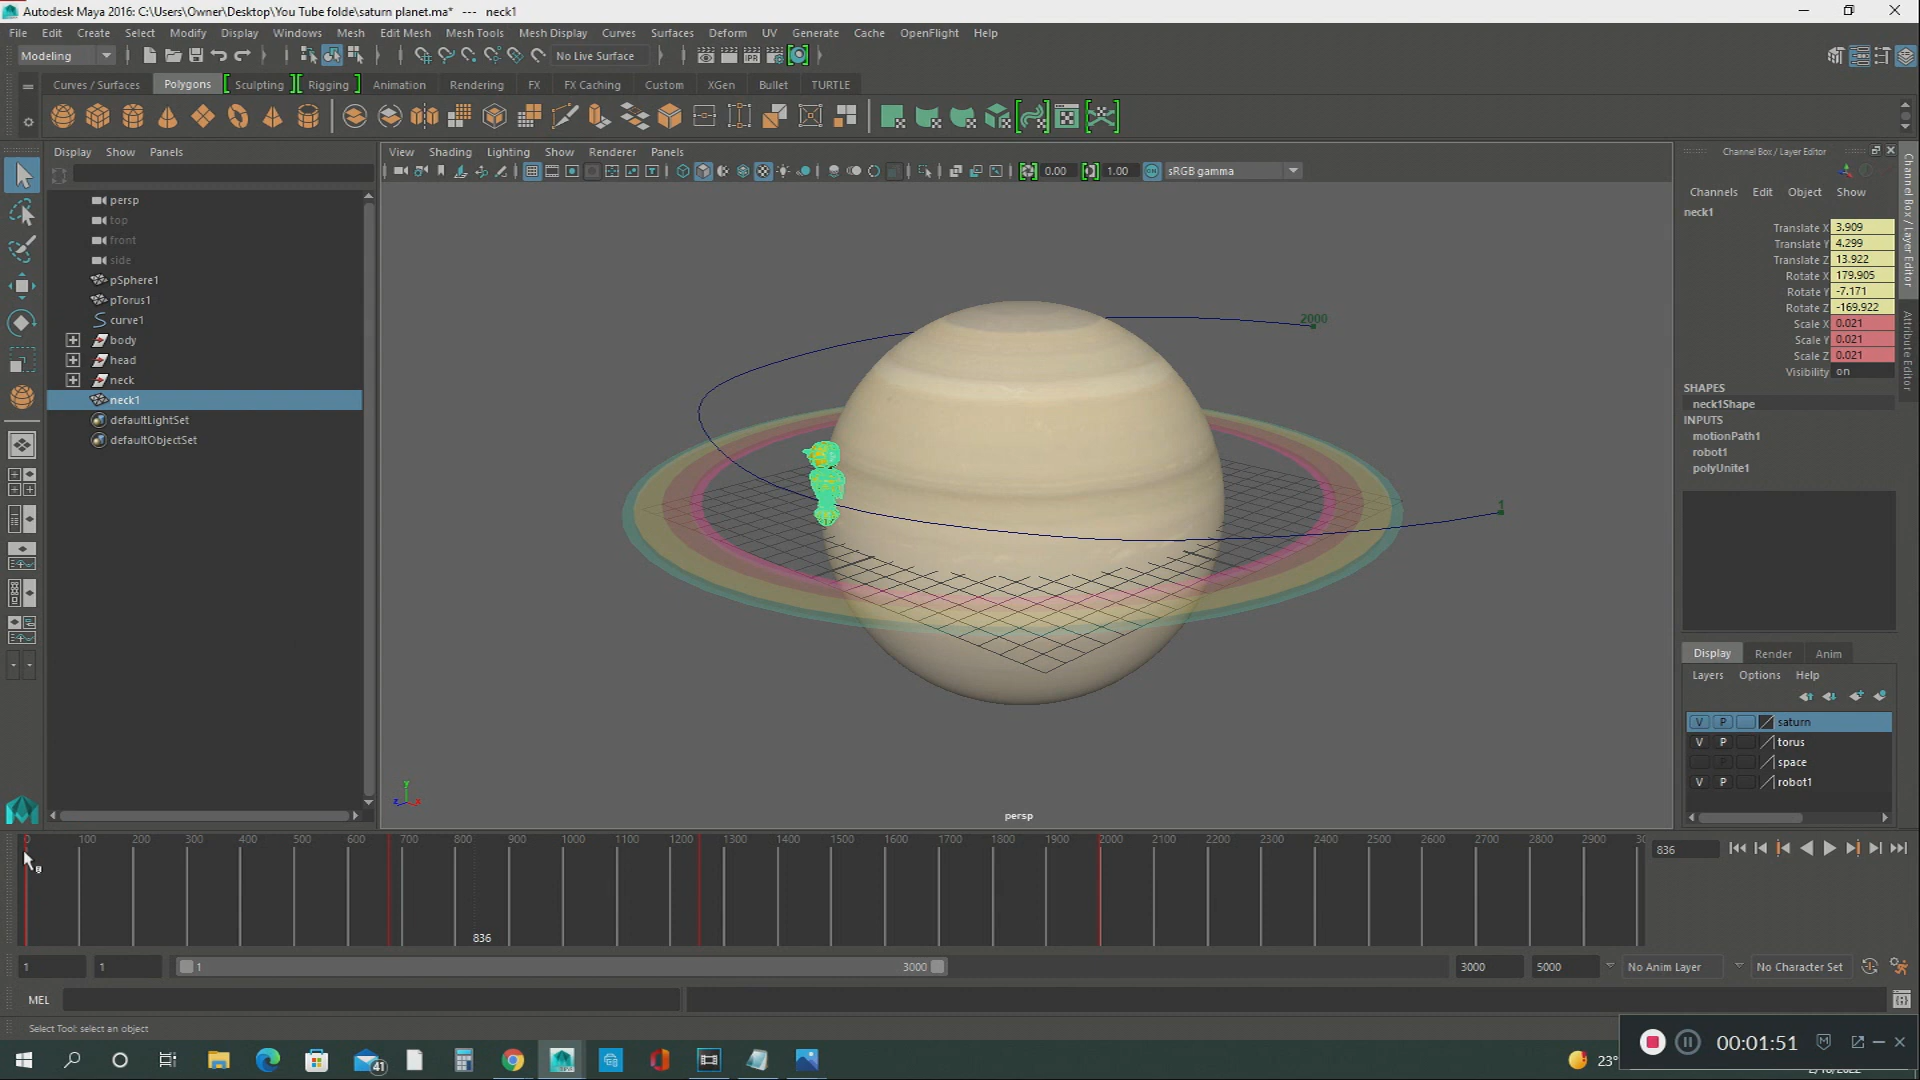 Autodesk Maya 2016: C:\Users\Owner\Desktop\You Tube folde\saturn planet.ma* --- neck1
File Edit Create Select Modify Display Windows Mesh Edit Mesh Mesh Tools Mesh Display Curves Surfaces Deform UV Generate Cache OpenFlight Help
Modeling No Live Surface
Curves / Surfaces Polygons Sculpting Rigging Animation Rendering FX FX Caching Custom XGen Bullet TURTLE
Display Show Panels
View Shading Lighting Show Renderer Panels
0.00 1.00 sRGB gamma
persp
top
front
side
pSphere1
pTorus1
curve1
body
head
neck
neck1
defaultLightSet
defaultObjectSet
2000
1
persp
Channel Box / Layer Editor
Channels Edit Object Show
neck1
Translate X 3.909
Translate Y 4.299
Translate Z 13.922
Rotate X 179.905
Rotate Y -7.171
Rotate Z -169.922
Scale X 0.021
Scale Y 0.021
Scale Z 0.021
Visibility on
SHAPES
neck1Shape
INPUTS
motionPath1
robot1
polyUnite1
Channel Box / Layer Editor
Attribute Editor
Display Render Anim
Layers Options Help
V P saturn
V P torus
P space
V P robot1
0 100 200 300 400 500 600 700 800 900 1000 1100 1200 1300 1400 1500 1600 1700 1800 1900 2000 2100 2200 2300 2400 2500 2600 2700 2800 2900
836
836
1 1 1 3000 3000 5000 No Anim Layer No Character Set
MEL
Select Tool: select an object
41
23°
00:01:51